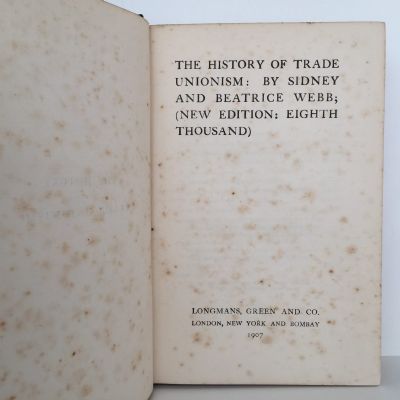 THE HISTORY OF TRADE
UNIONISM: BY SIDNEY
AND BEATRICE WEBB;
(NEW EDITION; EIGHTH
THOUSAND)
LONGMANS, GREEN AND CO.
LONDON, NEW YORK AND BOMBAY
1907